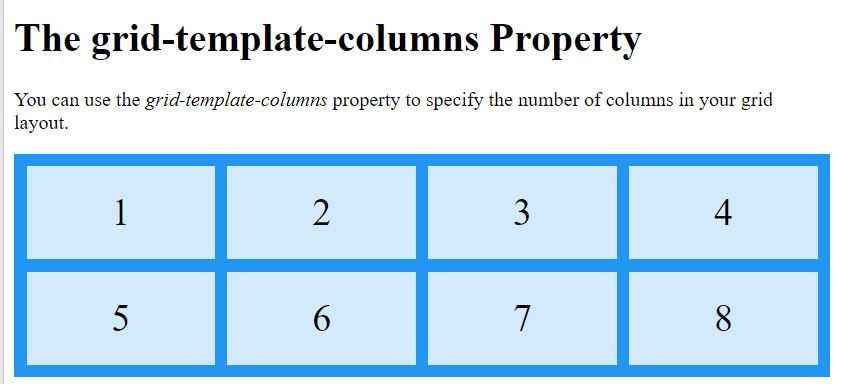 The grid-template-columns Property
You can use the grid-template-columns property to specify the number of columns in your grid
layout.
1 2 3 4
5 6 7 8